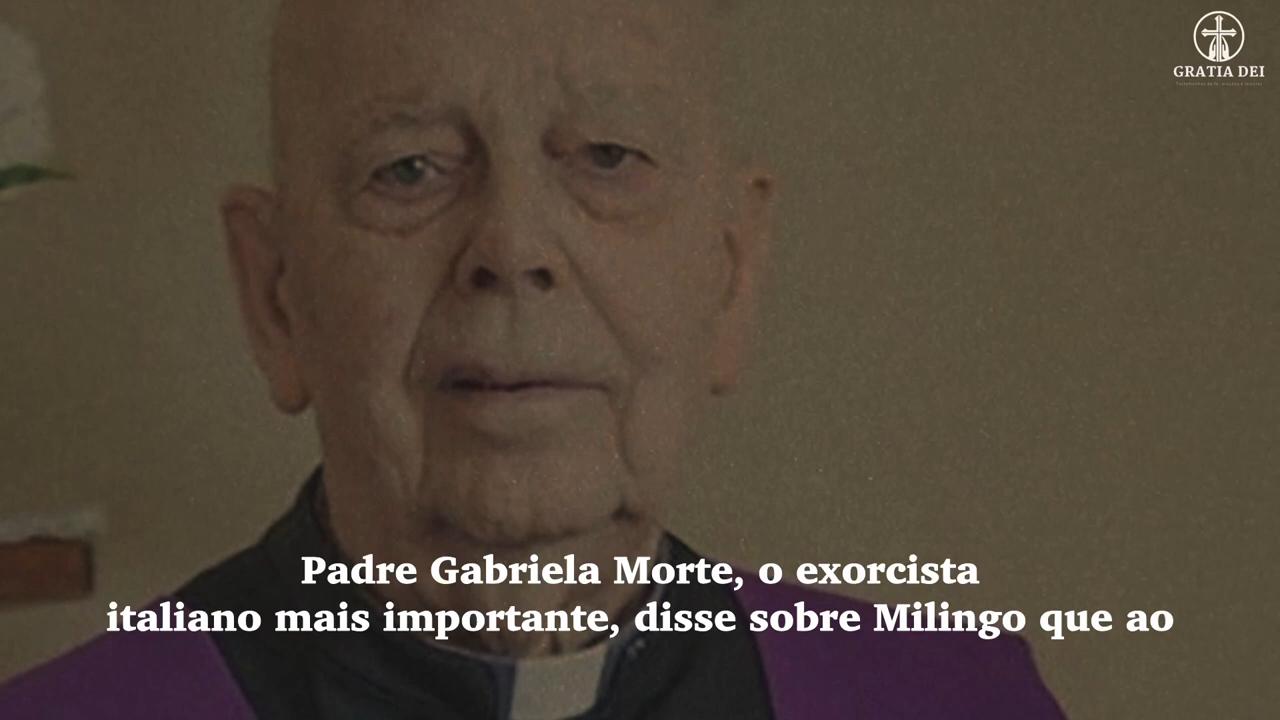 GRATIA DEI
Padre Gabriela Morte, o exorcista
italiano mais importante, disse sobre Milingo que ao